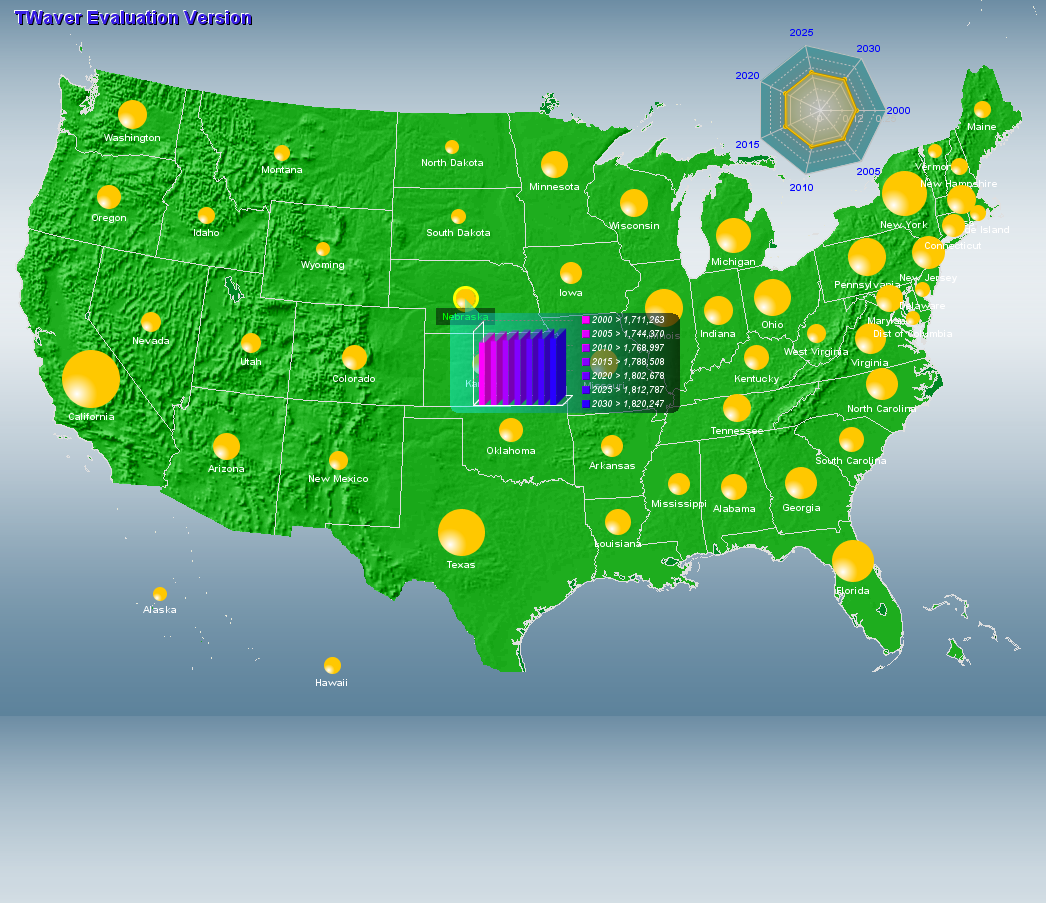 TWaver Evaluation Version
2025
2030
2020
2000
2015
2005
2010
Washington
Montana
North Dakota
Minnesota
Maine
Vermont
New Hampshire
Oregon
Idaho
South Dakota
Wisconsin
New York
Connecticut
Wyoming
Iowa
Michigan
Pennsylvania
New Jersey
Nebraska
Illinois
Indiana
Ohio
Delaware
Maryland
Dist of Columbia
West Virginia
Nevada
Utah
Colorado
Kentucky
Virginia
2000 > 1,711,263
2005 > 1,744,370
2010 > 1,768,997
2015 > 1,788,508
2020 > 1,802,678
2025 > 1,812,787
2030 > 1,820,247
California
North Carolina
Tennessee
Arizona
New Mexico
Oklahoma
Arkansas
South Carolina
Mississippi
Alabama
Georgia
Louisiana
Texas
Florida
Alaska
Hawaii